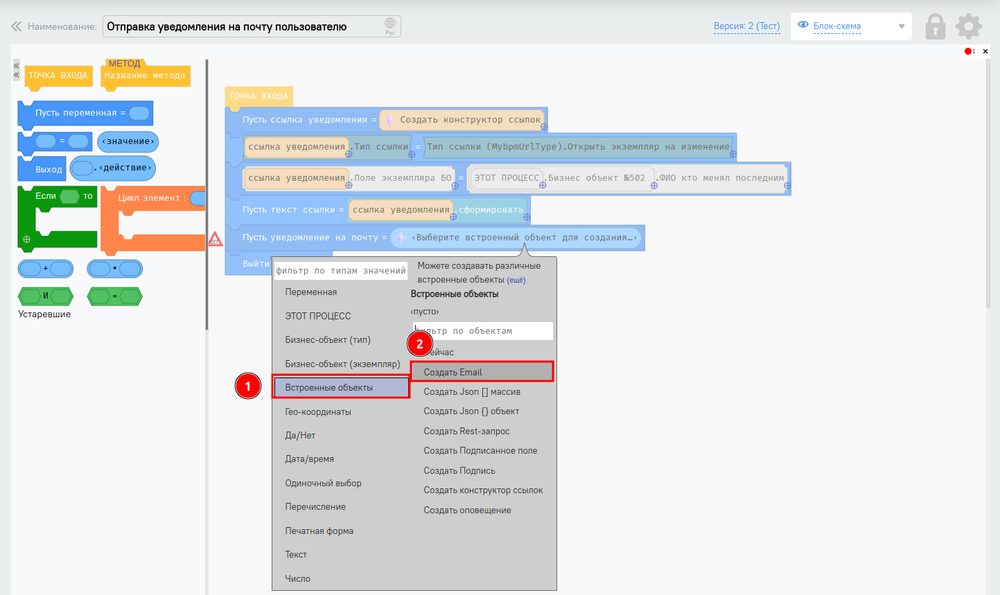 Наименование:
Отправка уведомления на почту пользователю
Рус
Версия: 2 (Тест)
Блок-схема
1
×
ТОЧКА ВХОДА
МЕТОД
Название метода
Пусть переменная =
=
‹значение›
Выход
.‹действие›
Если то
Цикл элемент :
+
•
И
=
Устаревшие
ТОЧКА ВХОДА
Пусть ссылка уведомления = Создать конструктор ссылок
ссылка уведомления.Тип ссылки = Тип ссылки (MybpmUrlType).Открыть экземпляр на изменение
ссылка уведомления.Поле экземпляра БО = ЭТОТ ПРОЦЕСС.Бизнес объект №502 .ФИО кто менял последним
Пусть текст ссылки = ссылка уведомления.сформировать
err
Пусть уведомление на почту = ‹Выберите встроенный объект для создания…›
Выйти
фильтр по типам значений
Переменная
ЭТОТ ПРОЦЕСС
Бизнес-объект (тип)
Бизнес-объект (экземпляр)
1
Встроенные объекты
Гео-координаты
Да/Нет
Дата/время
Одиночный выбор
Перечисление
Печатная форма
Текст
Число
Можете создавать различные
встроенные объекты (ещё)
Встроенные объекты
‹пусто›
фильтр по объектам
2
Создать Email
Создать Json [] массив
Создать Json {} объект
Создать Rest-запрос
Создать Подписанное поле
Создать Подпись
Создать конструктор ссылок
Создать оповещение